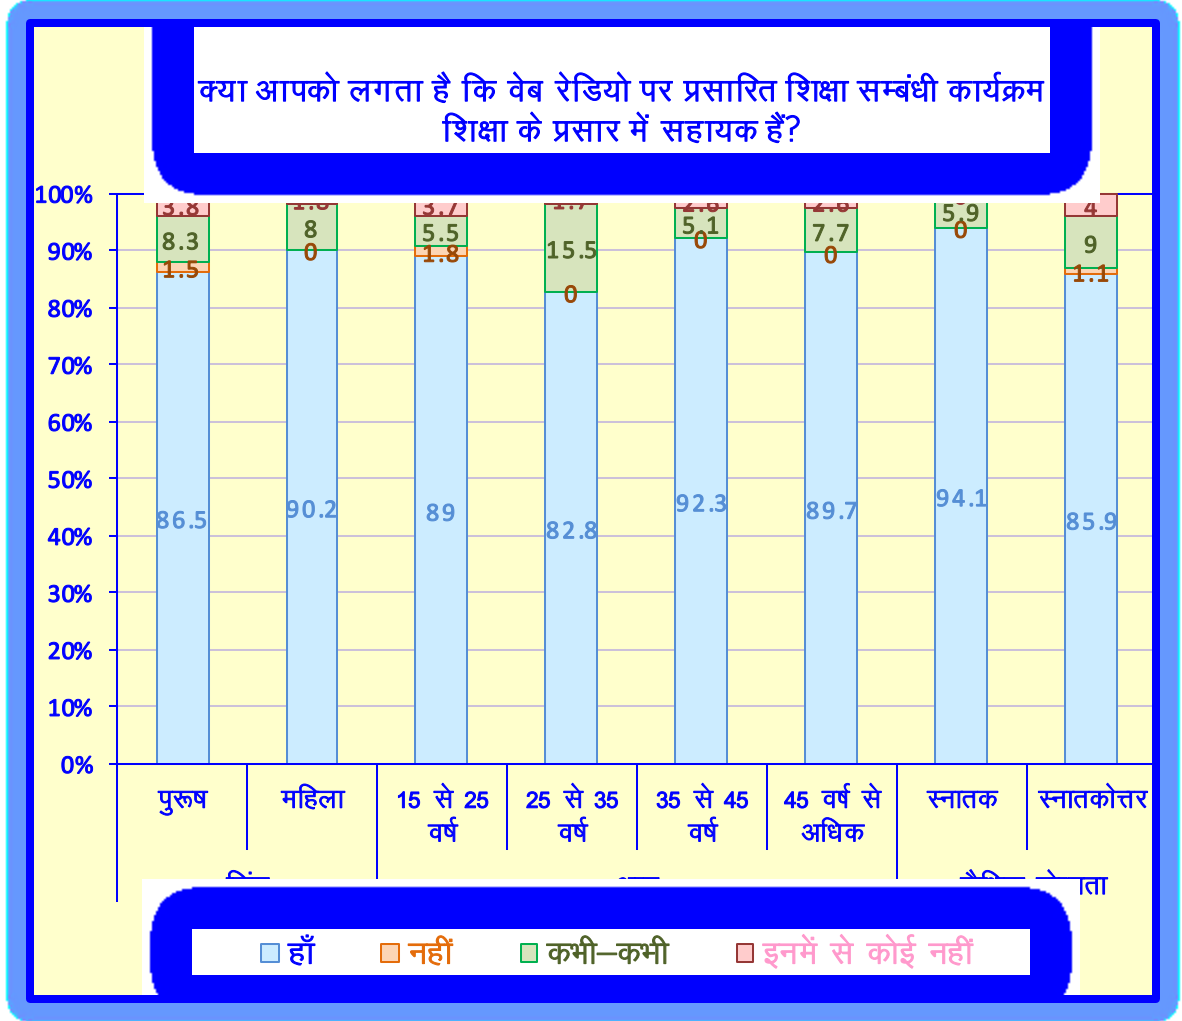 क्या आपको लगता है कि वेब रेडियो पर प्रसारित शिक्षा सम्बंधी कार्यक्रम
शिक्षा के प्रसार में सहायक हैं?
100%
90%
80%
70%
60%
50%
40%
30%
20%
10%
0%
3.8
3.7
2.6
2.6
4
8.3
8
5.5
15.5
5.1
7.7
5.9
9
1.5
0
1.8
0
0
0
0
1.1
86.5
90.2
89
82.8
92.3
89.7
94.1
85.9
पुरूष
महिला
15 से 25
वर्ष
25 से 35
वर्ष
35 से 45
वर्ष
45 वर्ष से
अधिक
स्नातक
स्नातकोत्तर
हाँ
नहीं
कभी–कभी
इनमें से कोई नहीं